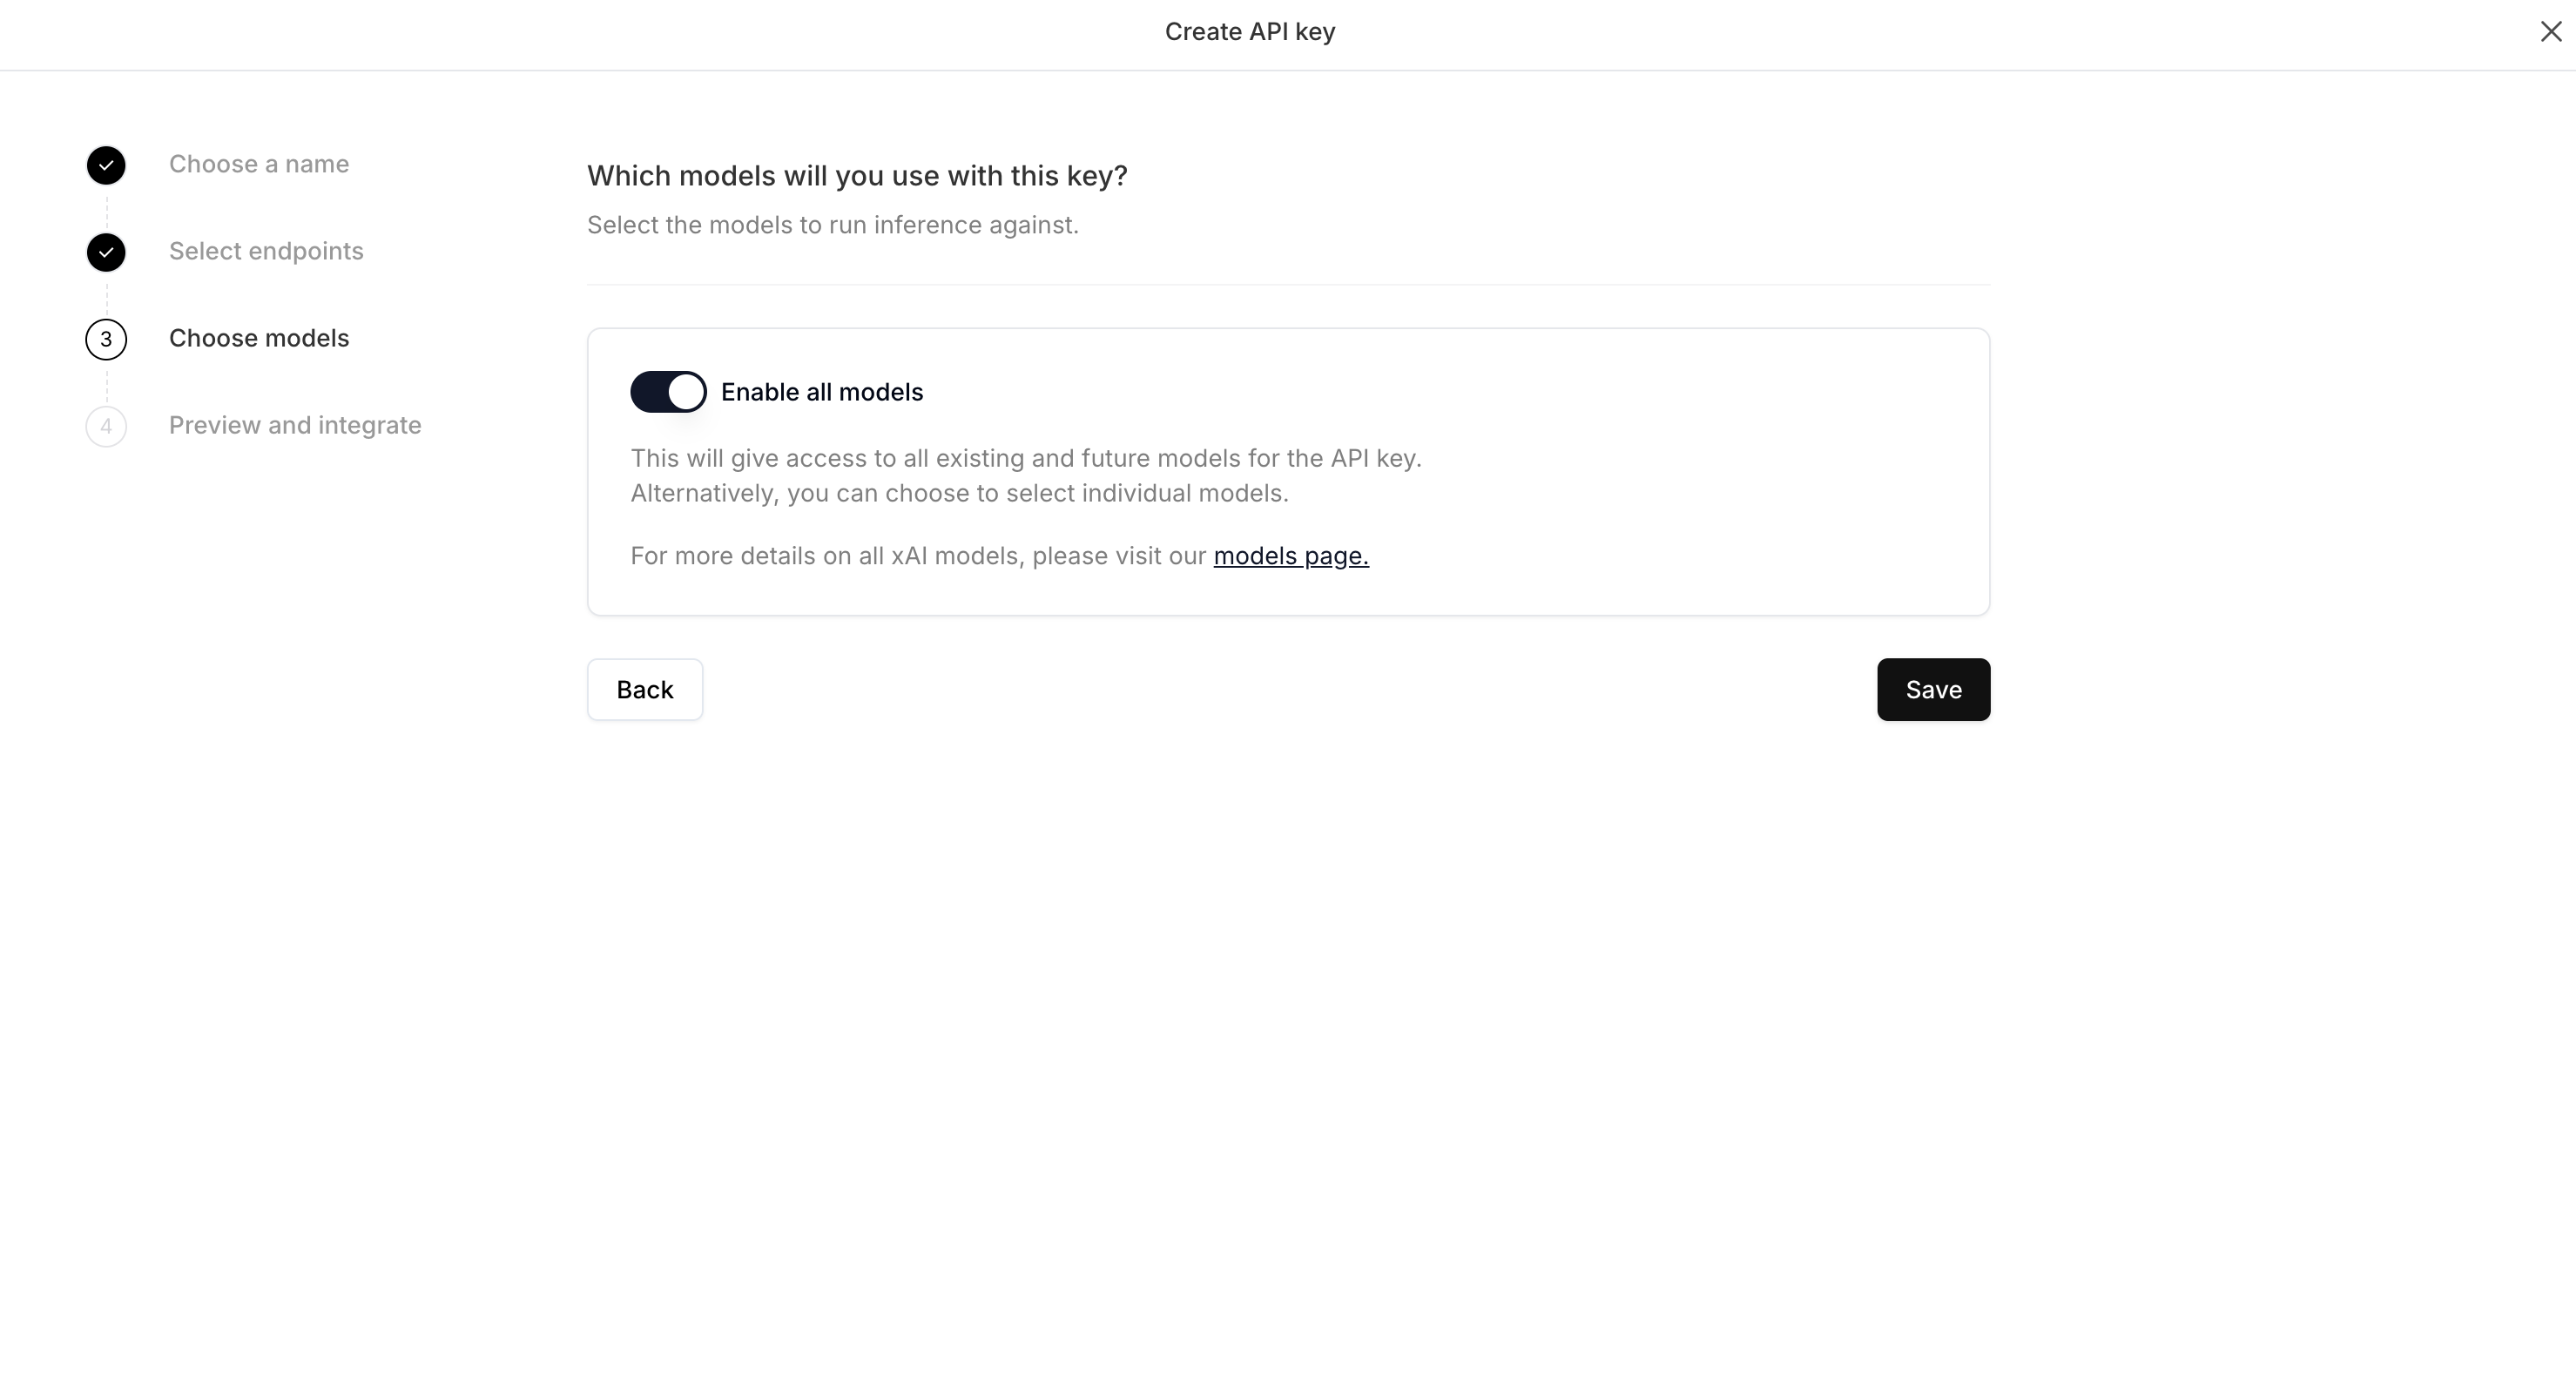 Create API key
Choose a name
Select endpoints
3
Choose models
4
Preview and integrate
Which models will you use with this key?
Select the models to run inference against.
Enable all models
This will give access to all existing and future models for the API key.
Alternatively, you can choose to select individual models.
For more details on all xAI models, please visit our models page.
Back
Save